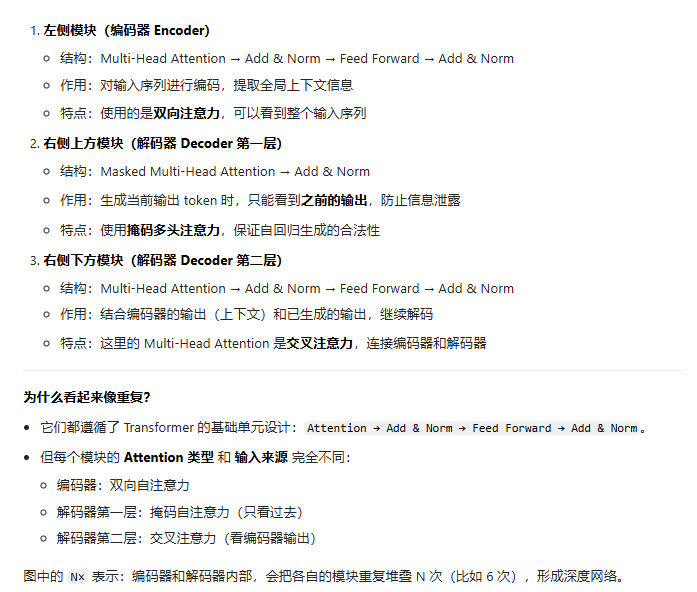 1. 左侧模块（编码器 Encoder）
○ 结构：Multi-Head Attention → Add & Norm → Feed Forward → Add & Norm
○ 作用：对输入序列进行编码，提取全局上下文信息
○ 特点：使用的是双向注意力，可以看到整个输入序列
2. 右侧上方模块（解码器 Decoder 第一层）
○ 结构：Masked Multi-Head Attention → Add & Norm
○ 作用：生成当前输出 token 时，只能看到之前的输出，防止信息泄露
○ 特点：使用掩码多头注意力，保证自回归生成的合法性
3. 右侧下方模块（解码器 Decoder 第二层）
○ 结构：Multi-Head Attention → Add & Norm → Feed Forward → Add & Norm
○ 作用：结合编码器的输出（上下文）和已生成的输出，继续解码
○ 特点：这里的 Multi-Head Attention 是交叉注意力，连接编码器和解码器
为什么看起来像重复？
● 它们都遵循了 Transformer 的基础单元设计：Attention → Add & Norm → Feed Forward → Add & Norm。
● 但每个模块的 Attention 类型 和 输入来源 完全不同：
○ 编码器：双向自注意力
○ 解码器第一层：掩码自注意力（只看过去）
○ 解码器第二层：交叉注意力（看编码器输出）
图中的 Nx 表示：编码器和解码器内部，会把各自的模块重复堆叠 N 次（比如 6 次），形成深度网络。